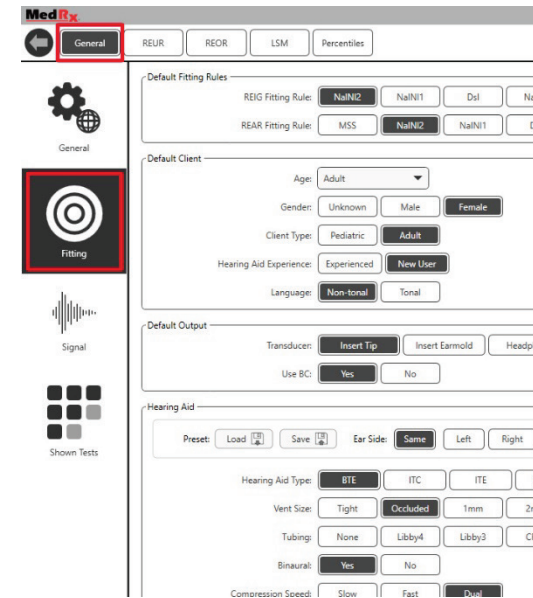 MedRx
General REUR REOR LSM Percentiles
Default Fitting Rules
REIG Fitting Rule: NalNl2 NalNl1 Dsl
REAR Fitting Rule: MSS NalNl2 NalNl1
General
Default Client
Age: Adult
Gender: Unknown Male Female
Client Type: Pediatric Adult
Fitting
Hearing Aid Experience: Experienced New User
Language: Non-tonal Tonal
Default Output
Transducer: Insert Tip Insert Earmold
Signal
Use BC: Yes No
Hearing Aid
Preset: Load Save Ear Side: Same Left Right
Shown Tests
Hearing Aid Type: BTE ITC ITE
Vent Size: Tight Occluded 1mm
Tubing: None Libby4 Libby3
Binaural: Yes No
Compression Speed: Slow Fast Dual